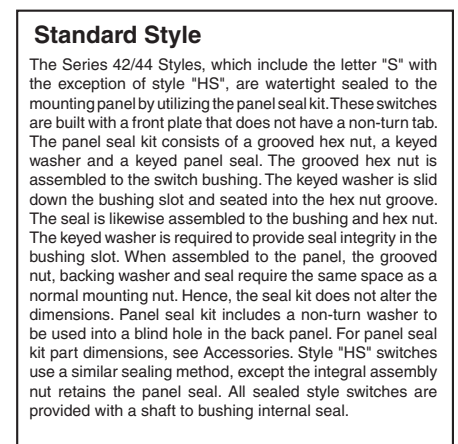 Standard Style
The Series 42/44 Styles, which include the letter "S" with
the exception of style "HS", are watertight sealed to the
mounting panel by utilizing the panel seal kit. These switches
are built with a front plate that does not have a non-turn tab.
The panel seal kit consists of a grooved hex nut, a keyed
washer and a keyed panel seal. The grooved hex nut is
assembled to the switch bushing. The keyed washer is slid
down the bushing slot and seated into the hex nut groove.
The seal is likewise assembled to the bushing and hex nut.
The keyed washer is required to provide seal integrity in the
bushing slot. When assembled to the panel, the grooved
nut, backing washer and seal require the same space as a
normal mounting nut. Hence, the seal kit does not alter the
dimensions. Panel seal kit includes a non-turn washer to
be used into a blind hole in the back panel. For panel seal
kit part dimensions, see Accessories. Style "HS" switches
use a similar sealing method, except the integral assembly
nut retains the panel seal. All sealed style switches are
provided with a shaft to bushing internal seal.